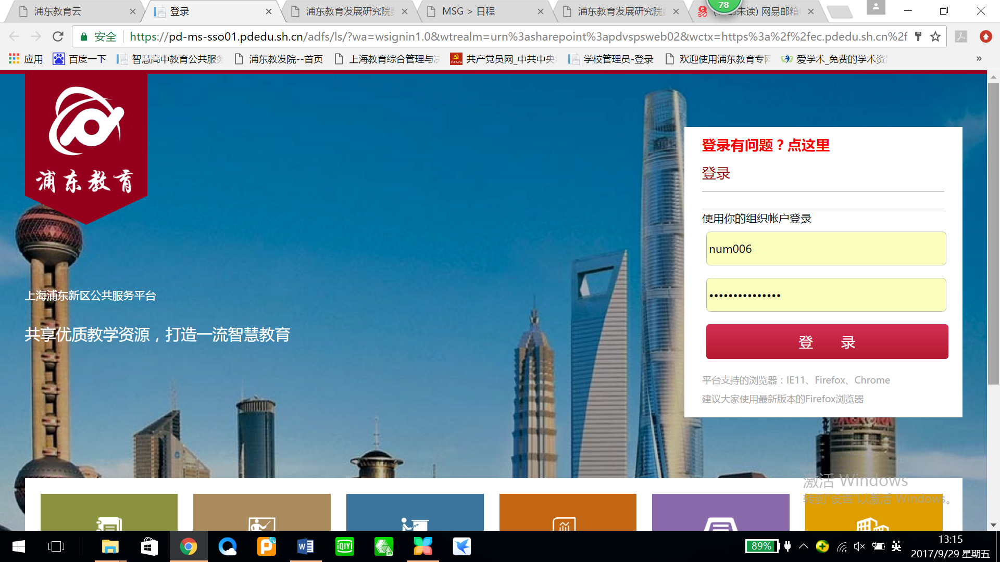 浦东教育云
登录
浦东教育发展研究院
MSG > 日程
浦东教育发展研究院
未读) 网易邮箱
78
安全
https://pd-ms-sso01.pdedu.sh.cn/adfs/ls/?wa=wsignin1.0&wtrealm=urn%3asharepoint%3apdvspsweb02&wctx=https%3a%2f%2fec.pdedu.sh.cn%2f
应用
百度一下
智慧高中教育公共服务
浦东教发院--首页
上海教育综合管理与
共产党员网_中共中央
学校管理员-登录
欢迎使用浦东教育专网
爱学术_免费的学术资
»
浦东教育
登录有问题？点这里
登录
使用你的组织帐户登录
num006
•••••••••••••••
登 录
平台支持的浏览器：IE11、Firefox、Chrome
建议大家使用最新版本的Firefox浏览器
上海浦东新区公共服务平台
共享优质教学资源，打造一流智慧教育
激活 Windows
转到"设置"以激活 Windows。
iQIYI
89%
英
13:15
2017/9/29 星期五